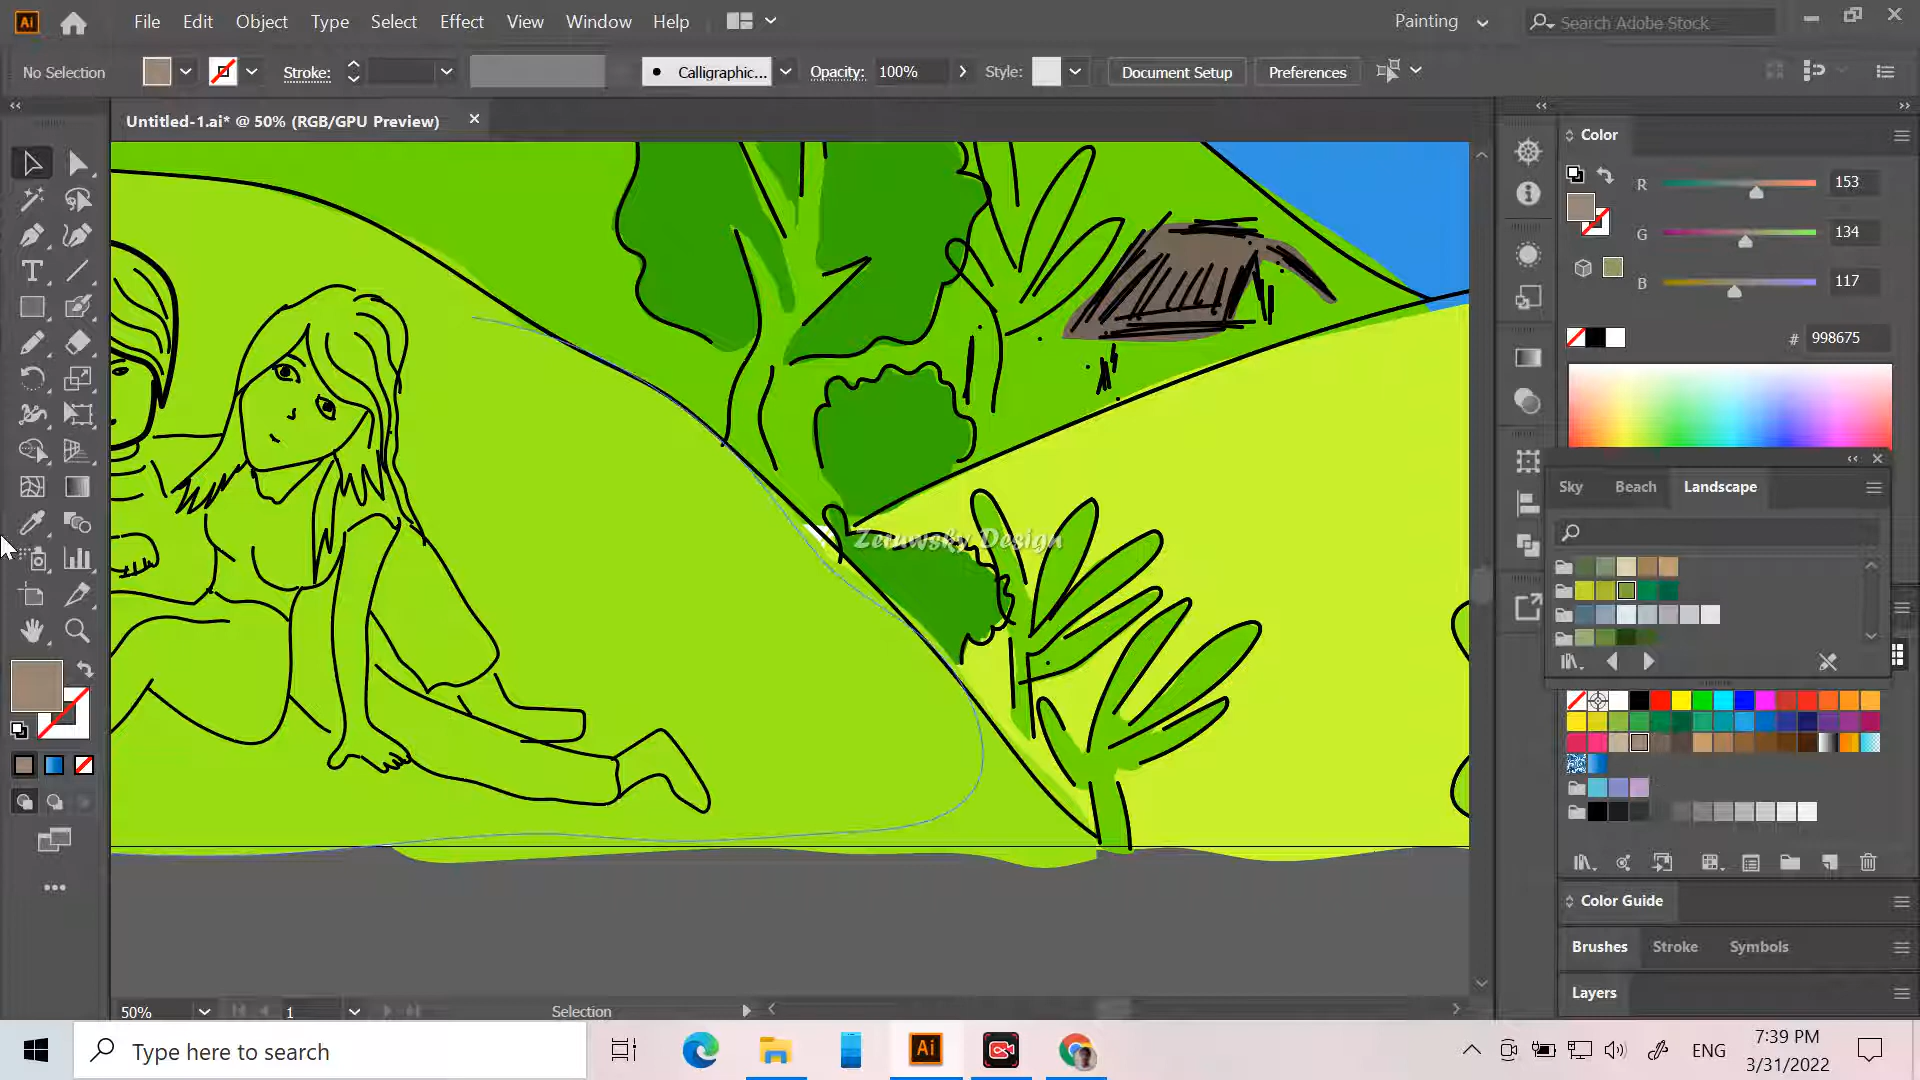 Ai File Edit Object Type Select Effect View Window Help Painting Search Adobe Stock
No Selection Stroke: Calligraphic... Opacity: 100% Style: Document Setup Preferences
Untitled-1.ai* @ 50% (RGB/GPU Preview)
Color
R 153
G 134
B 117
# 998675
Sky Beach Landscape
Zeeuwsky Design
Color Guide
Brushes Stroke Symbols
Layers
50% 1 Selection
Type here to search
Ai
ENG
7:39 PM
3/31/2022